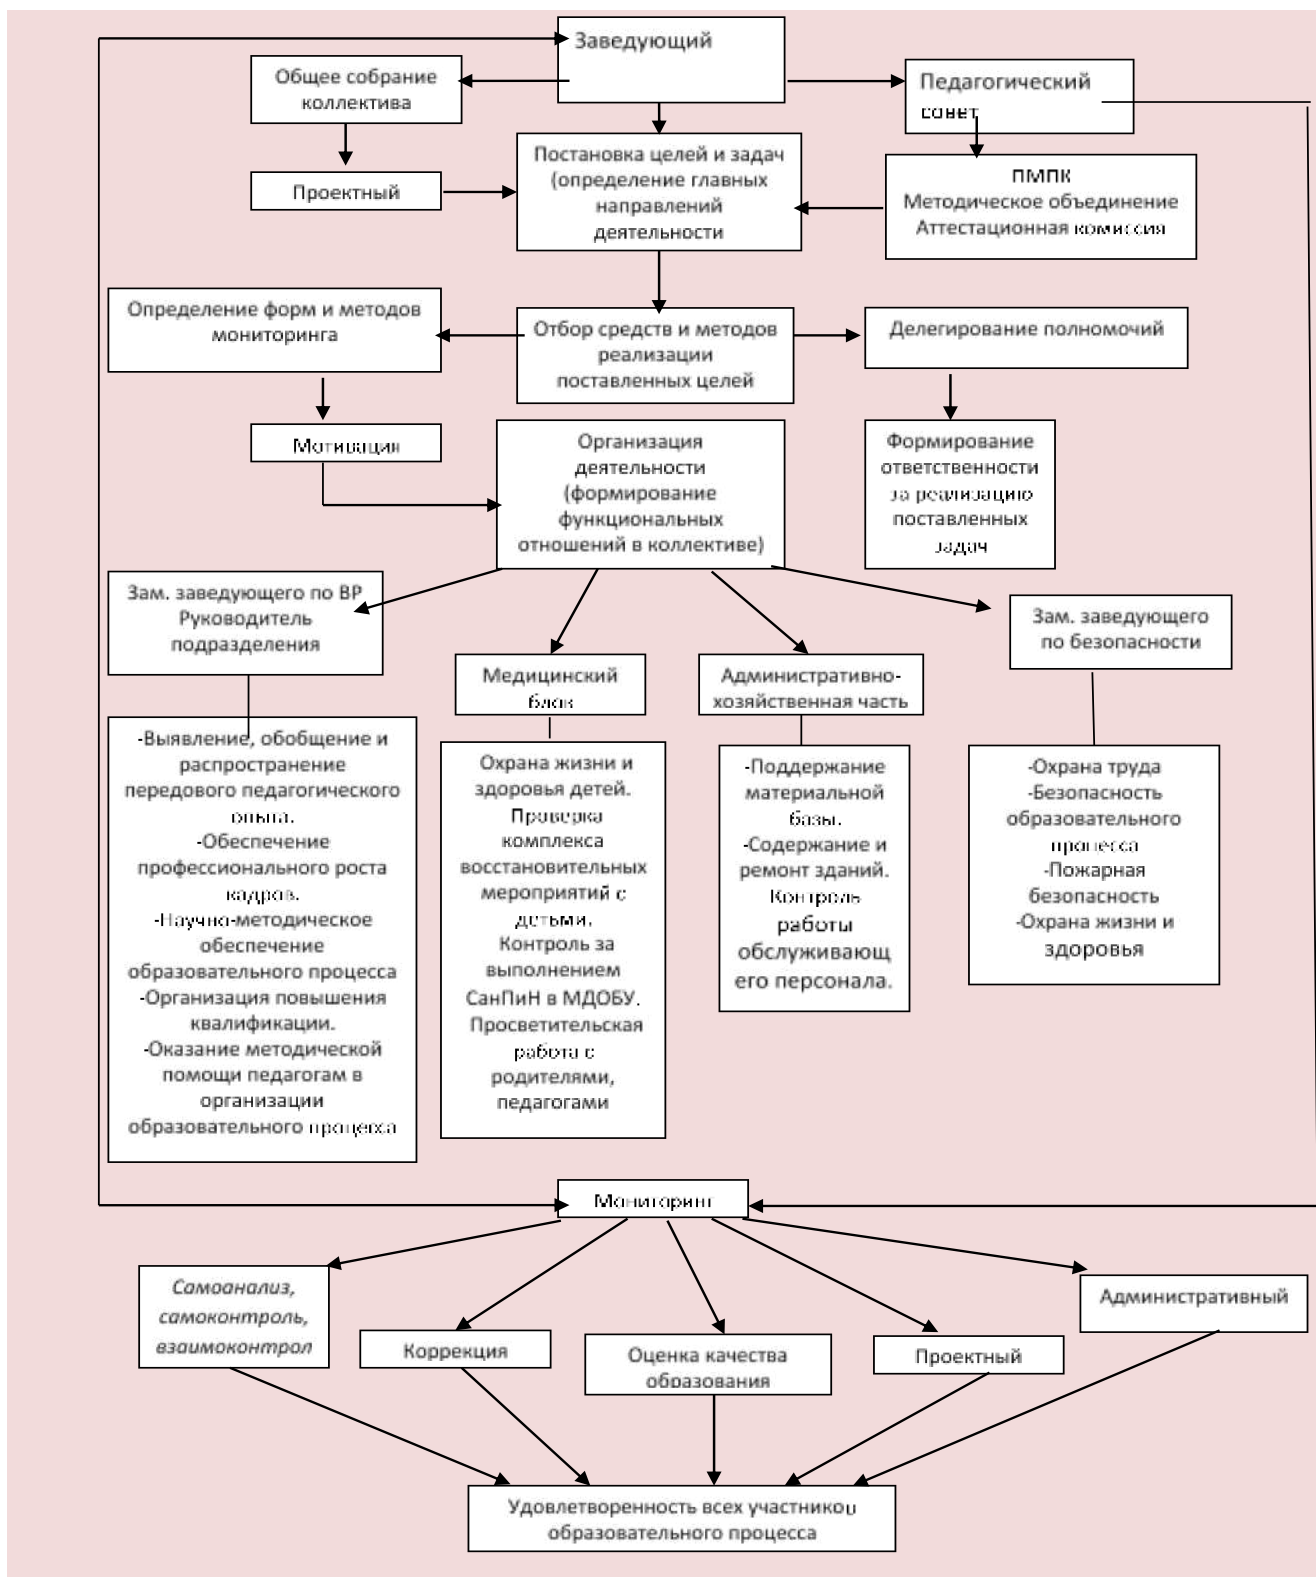 Заведующий
Общее собрание
коллектива
Педагогический
совет
Постановка целей и задач
(определение главных
направлений
деятельности
Проектный
ПМПК
Методическое объединение
Аттестационная комиссия
Определение форм и методов
мониторинга
Отбор средств и методов
реализации
поставленных целей
Делегирование полномочий
Мотивация
Организация
деятельности
(формирование
функциональных
отношений в коллективе)
Формирование
ответственности
за реализацию
поставленных
задач
Зам. заведующего по ВР
Руководитель
подразделения
Медицинский
блок
Административно-
хозяйственная часть
Зам. заведующего
по безопасности
-Выявление, обобщение и
распространение
передового педагогического
опыта.
-Обеспечение
профессионального роста
кадров.
-Научно-методическое
обеспечение
образовательного процесса
-Организация повышения
квалификации.
-Оказание методической
помощи педагогам в
организации
образовательного процесса
Охрана жизни и
здоровья детей.
Проверка
комплекса
восстановительных
мероприятий с
детьми.
Контроль за
выполнением
СанПиН в МДОБУ.
Просветительская
работа с
родителями,
педагогами
-Поддержание
материальной
базы.
-Содержание и
ремонт зданий.
Контроль
работы
обслуживающ
его персонала.
-Охрана труда
-Безопасность
образовательного
процесса
-Пожарная
безопасность
-Охрана жизни и
здоровья
Мониторинг
Самоанализ,
самоконтроль,
взаимоконтрол
Коррекция
Оценка качества
образования
Проектный
Административный
Удовлетворенность всех участников
образовательного процесса